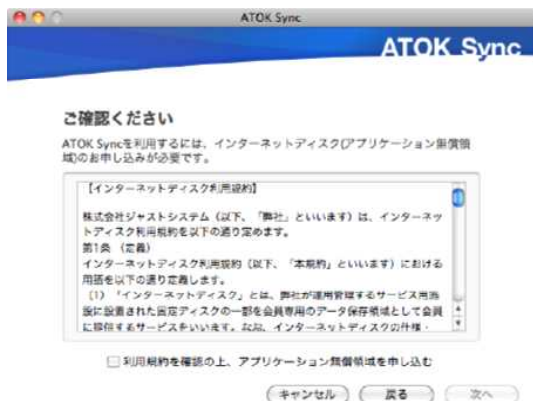 ATOK Sync
ATOK Sync
ご確認ください
ATOK Syncを利用するには、インターネットディスク(アプリケーション無償領
域)のお申し込みが必要です。
【インターネットディスク利用規約】
株式会社ジャストシステム（以下、「弊社」といいます）は、インターネッ
トディスク利用規約を以下の通り定めます。
第1条 （定義）
インターネットディスク利用規約（以下、「本規約」といいます）における
用語を以下の通り定義します。
（1）「インターネットディスク」とは、弊社が運用管理するサービス用施
設に設置された固定ディスクの一部を会員専用のデータ保存領域として会員
に提供するサービスをいいます。なお、インターネットディスクの仕様・
利用規約を確認の上、アプリケーション無償領域を申し込む
キャンセル 戻る 次へ